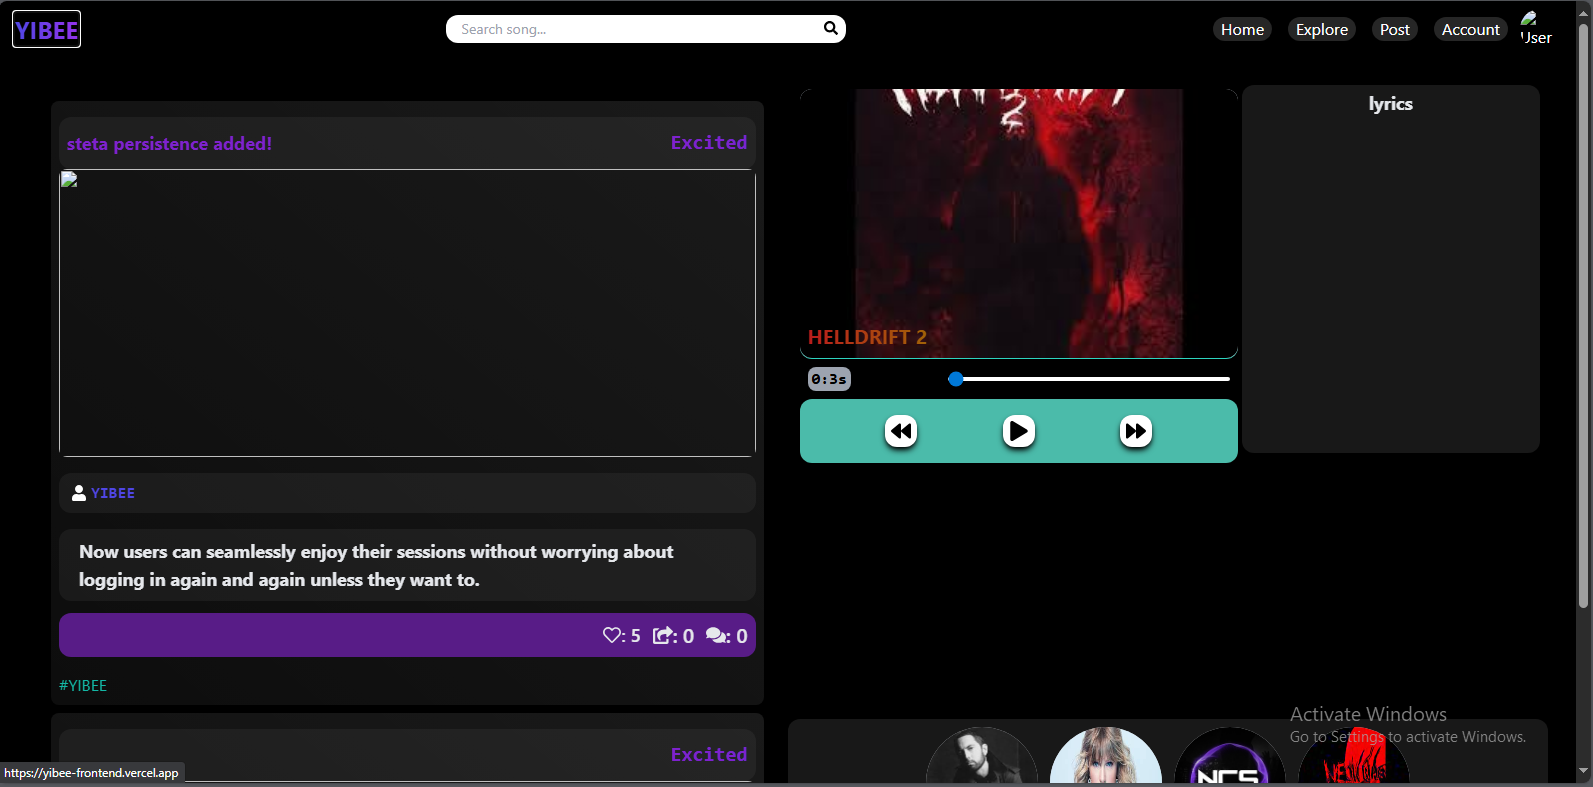 YIBEE
Search song...
Home
Explore
Post
Account
User
steta persistence added!
Excited
YIBEE
Now users can seamlessly enjoy their sessions without worrying about
logging in again and again unless they want to.
: 5
: 0
: 0
#YIBEE
Excited
2
HELLDRIFT 2
0:3s
lyrics
NCS
Activate Windows
Go to Settings to activate Windows.
https://yibee-frontend.vercel.app